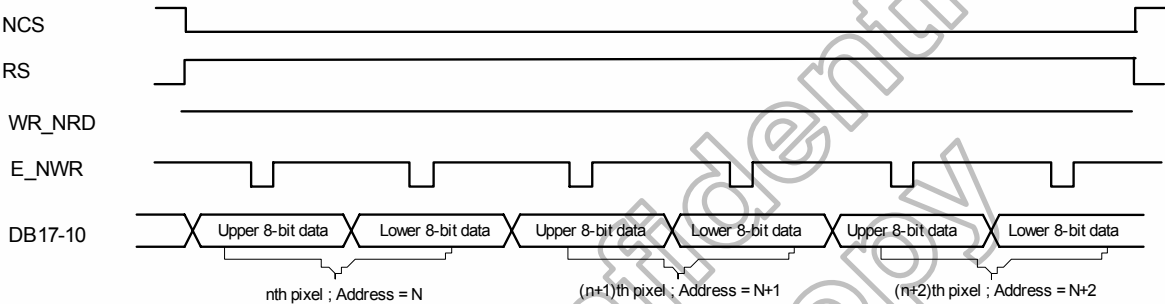 NCS
RS
WR_NRD
E_NWR
DB17-10 Upper 8-bit data Lower 8-bit data Upper 8-bit data Lower 8-bit data Upper 8-bit data Lower 8-bit data
nth pixel ; Address = N (n+1)th pixel ; Address = N+1 (n+2)th pixel ; Address = N+2